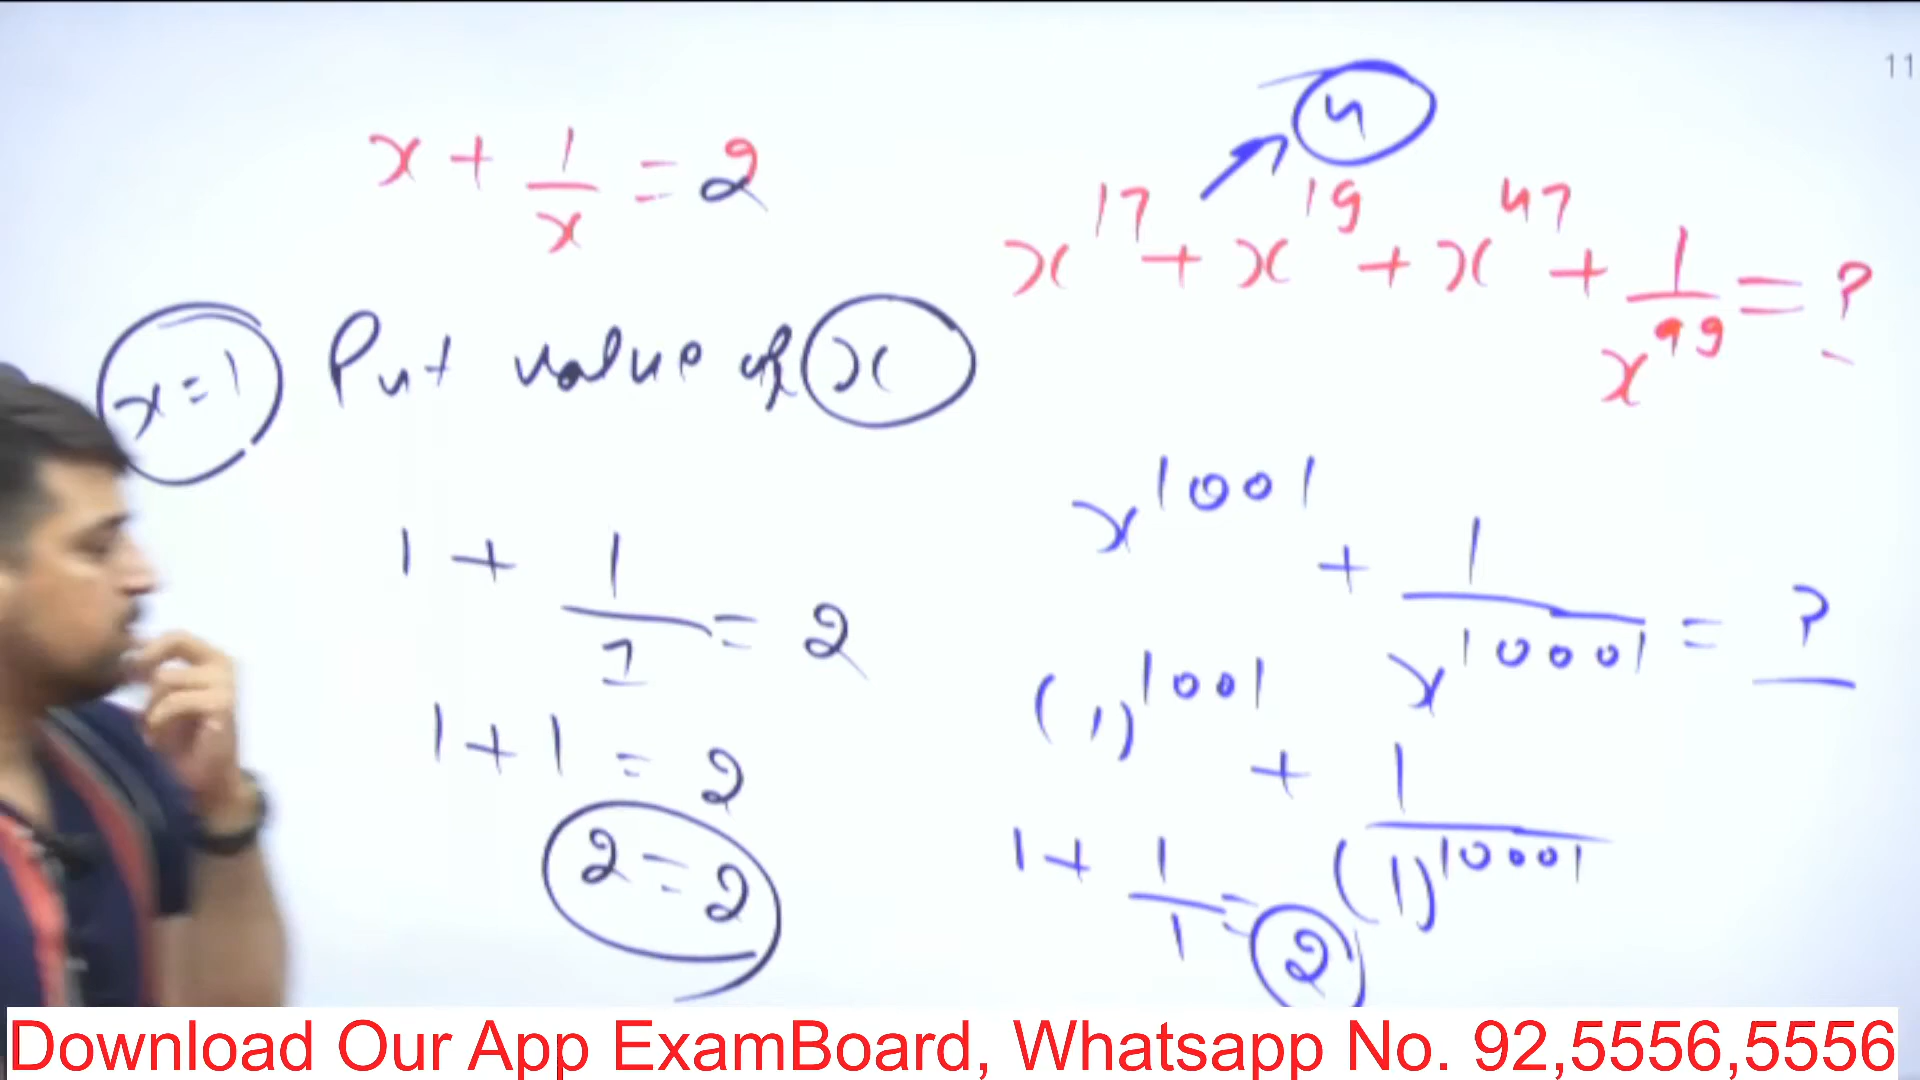 11
x + 1/x = 2
4
x^17 + x^19 + x^47 + 1/x^99 = ?
x = 1 Put value of x
1 + 1/1 = 2
1 + 1 = 2
2 = 2
x^1001 + 1/x^10001 = ?
(1)^1001 + 1/(1)^10001
1 + 1/1 = 2
Download Our App ExamBoard, Whatsapp No. 92,5556,5556